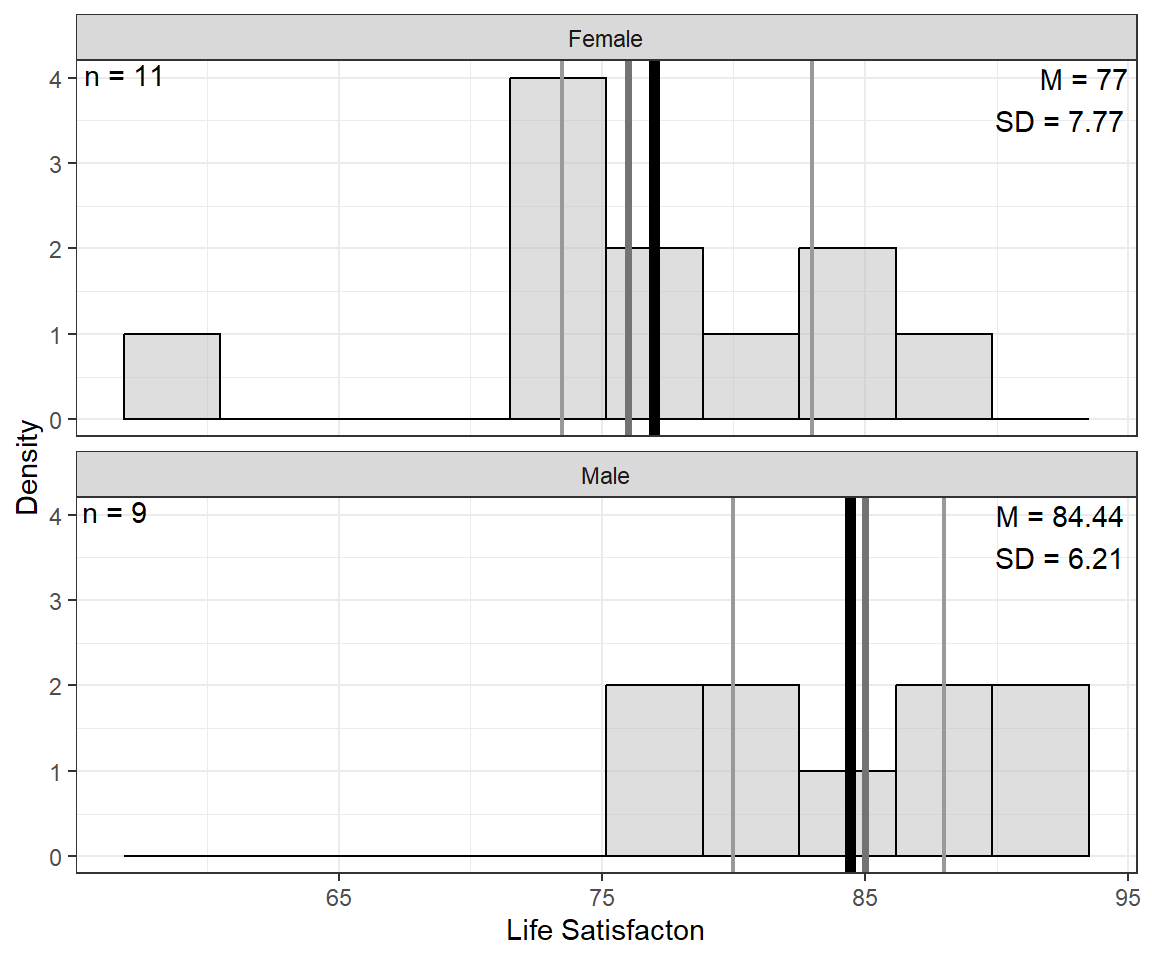 Female
n = 11
M = 77
SD = 7.77
4
3
2
1
0
Density
Male
n = 9
M = 84.44
SD = 6.21
4
3
2
1
0
65 75 85 95
Life Satisfacton